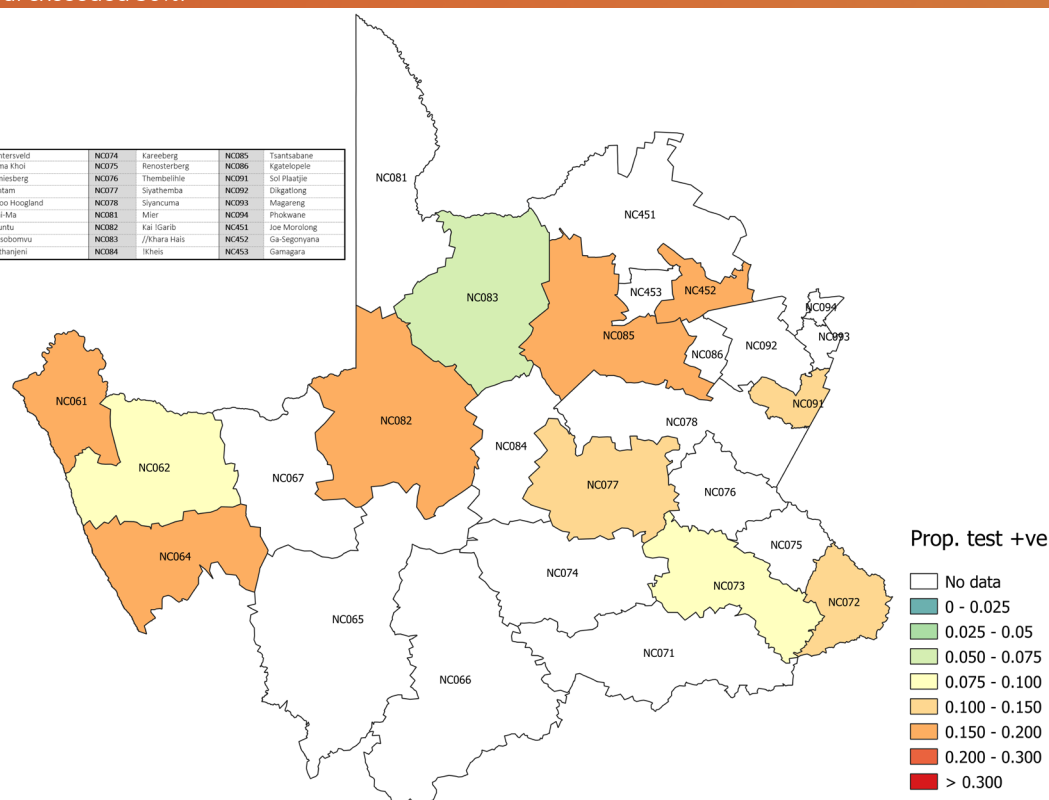 NC074 Kareeberg NC085 Tsantsabane
NC075 Renosterberg NC086 Kgatelopele
NC076 Thembelihle NC091 Sol Plaatjie
NC077 Siyathemba NC092 Dikgatlong
NC078 Siyancuma NC093 Magareng
NC081 Mier NC094 Phokwane
NC082 Kai !Garib NC451 Joe Morolong
NC083 //Khara Hais NC452 Ga-Segonyana
NC084 !Kheis NC453 Gamagara
NC081
NC451
NC083
NC453
NC452
NC094
NC085
NC093
NC086
NC092
NC061
NC091
NC082
NC078
NC084
NC062
NC067
NC077
NC076
NC064
NC075
NC074
NC073
NC072
NC065
NC071
NC066
Prop. test +ve
No data
0 - 0.025
0.025 - 0.05
0.050 - 0.075
0.075 - 0.100
0.100 - 0.150
0.150 - 0.200
0.200 - 0.300
> 0.300